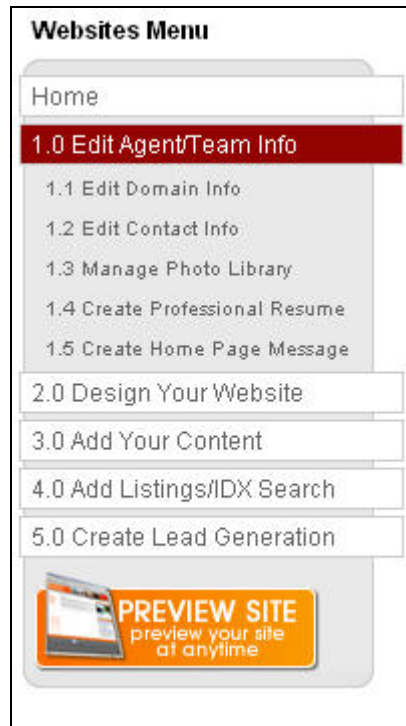 Websites Menu
Home
1.0 Edit Agent/Team Info
1.1 Edit Domain Info
1.2 Edit Contact Info
1.3 Manage Photo Library
1.4 Create Professional Resume
1.5 Create Home Page Message
2.0 Design Your Website
3.0 Add Your Content
4.0 Add Listings/IDX Search
5.0 Create Lead Generation
PREVIEW SITE
preview your site
at anytime